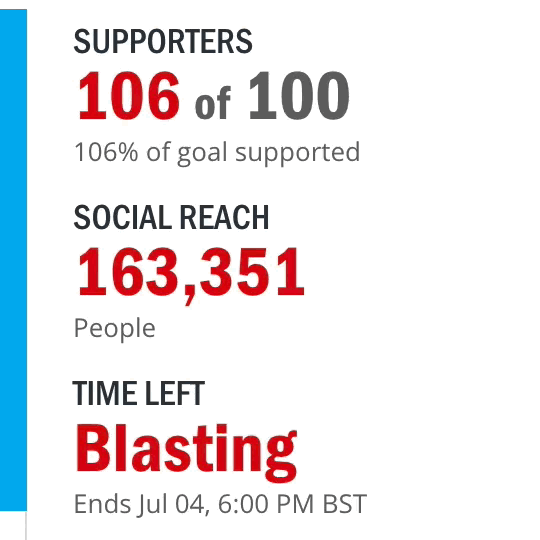 SUPPORTERS
106 of 100
106% of goal supported
SOCIAL REACH
163,351
People
TIME LEFT
Blasting
Ends Jul 04, 6:00 PM BST